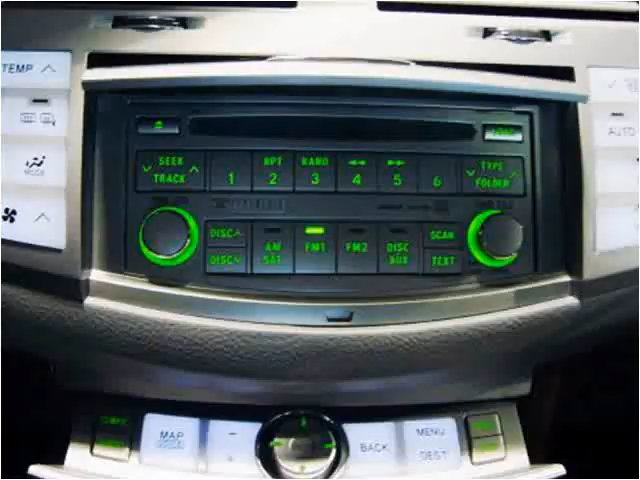 TEMP
MODE
AUTO
LOAD
SEEK
TRACK
1
RPT
2
RAND
3
4
5
6
TYPE
FOLDER
DISC
DISC
AM
SAT
FM1
FM2
DISC
AUX
SCAN
TEXT
MAP
BACK
MENU
DEST